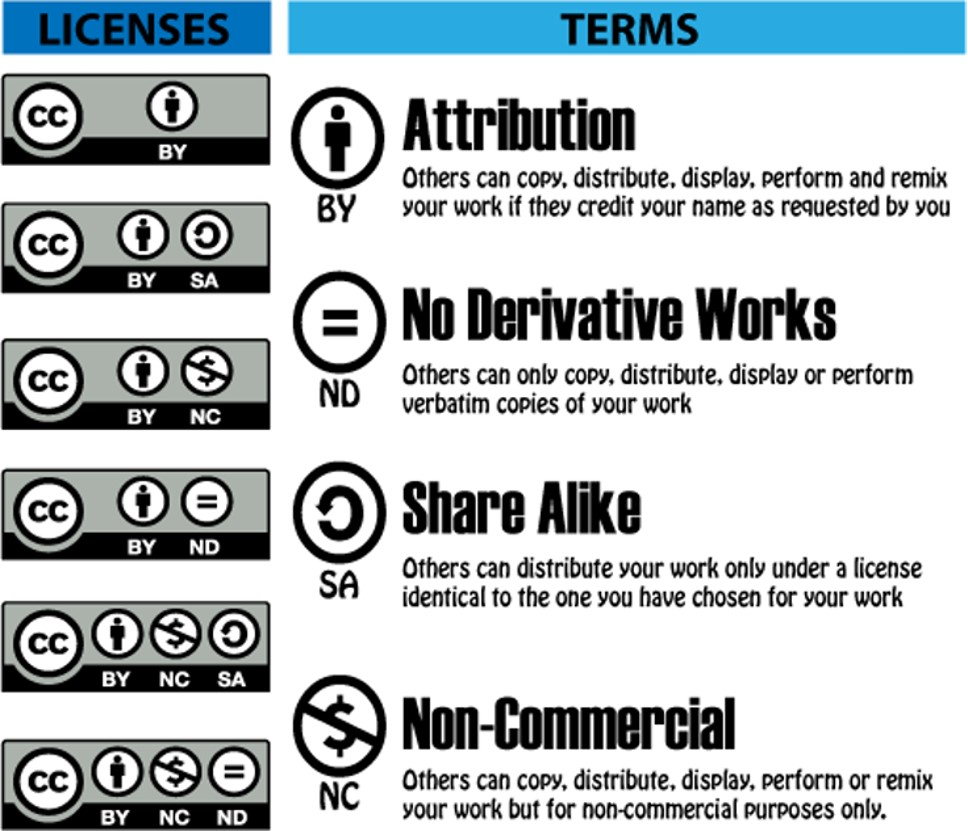 LICENSES
CC
BY
CC
BY SA
CC
BY NC
CC
BY ND
CC
BY NC SA
CC
BY NC ND
TERMS
BY
Attribution
Others can copy, distribute, display, perform and remix
your work if they credit your name as requested by you
=
ND
No Derivative Works
Others can only copy, distribute, display or perform
verbatim copies of your work
SA
Share Alike
Others can distribute your work only under a license
identical to the one you have chosen for your work
$
NC
Non-Commercial
Others can copy, distribute, display, perform or remix
your work but for non-commercial purposes only.